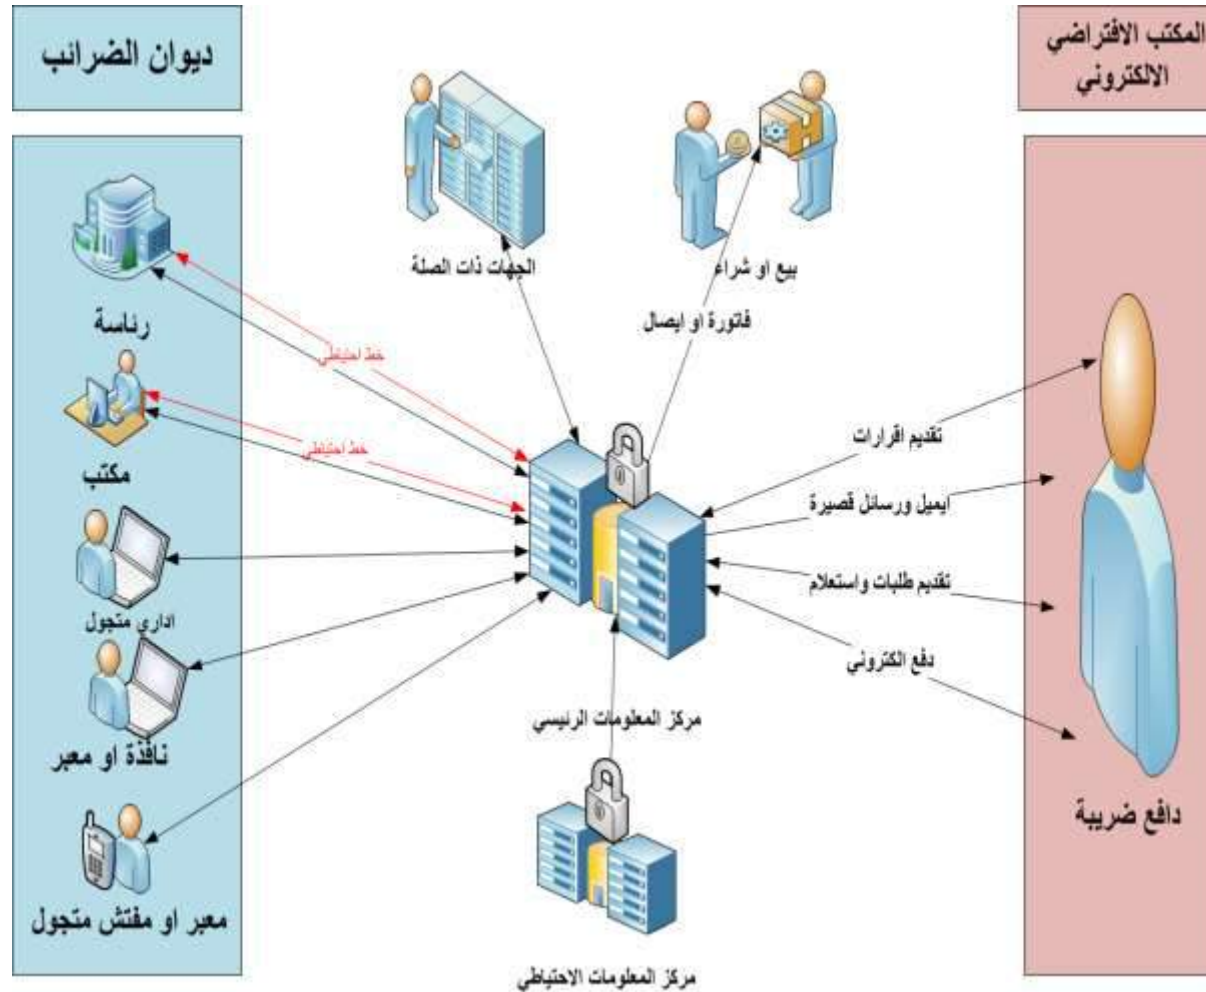 المكتب الافتراضي
الالكتروني
ديوان الضرائب
الجهات ذات الصلة
بيع او شراء
فاتورة او ايصال
رئاسة
خط احتياطي
مكتب
خط احتياطي
تقديم اقرارات
ايميل ورسائل قصيرة
تقديم طلبات واستعلام
دفع الكتروني
اداري متجول
نافذة او معبر
مركز المعلومات الرئيسي
دافع ضريبة
معبر او مفتش متجول
مركز المعلومات الاحتياطي